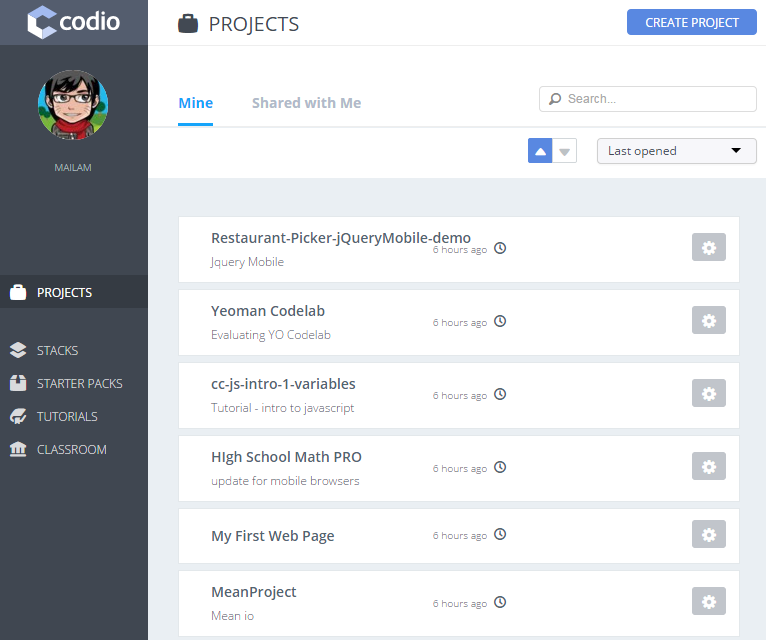 codio
PROJECTS
CREATE PROJECT
MAILAM
Mine
Shared with Me
Search...
Last opened
PROJECTS
STACKS
STARTER PACKS
TUTORIALS
CLASSROOM
Restaurant-Picker-jQueryMobile-demo
6 hours ago
Jquery Mobile
Yeoman Codelab
6 hours ago
Evaluating YO Codelab
cc-js-intro-1-variables
6 hours ago
Tutorial - intro to javascript
HIgh School Math PRO
6 hours ago
update for mobile browsers
My First Web Page
6 hours ago
MeanProject
6 hours ago
Mean io